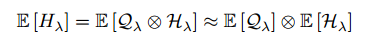 𝔼 [H_λ] = 𝔼 [𝒬_λ ⊗ ℋ_λ] ≈ 𝔼 [𝒬_λ] ⊗ 𝔼 [ℋ_λ]